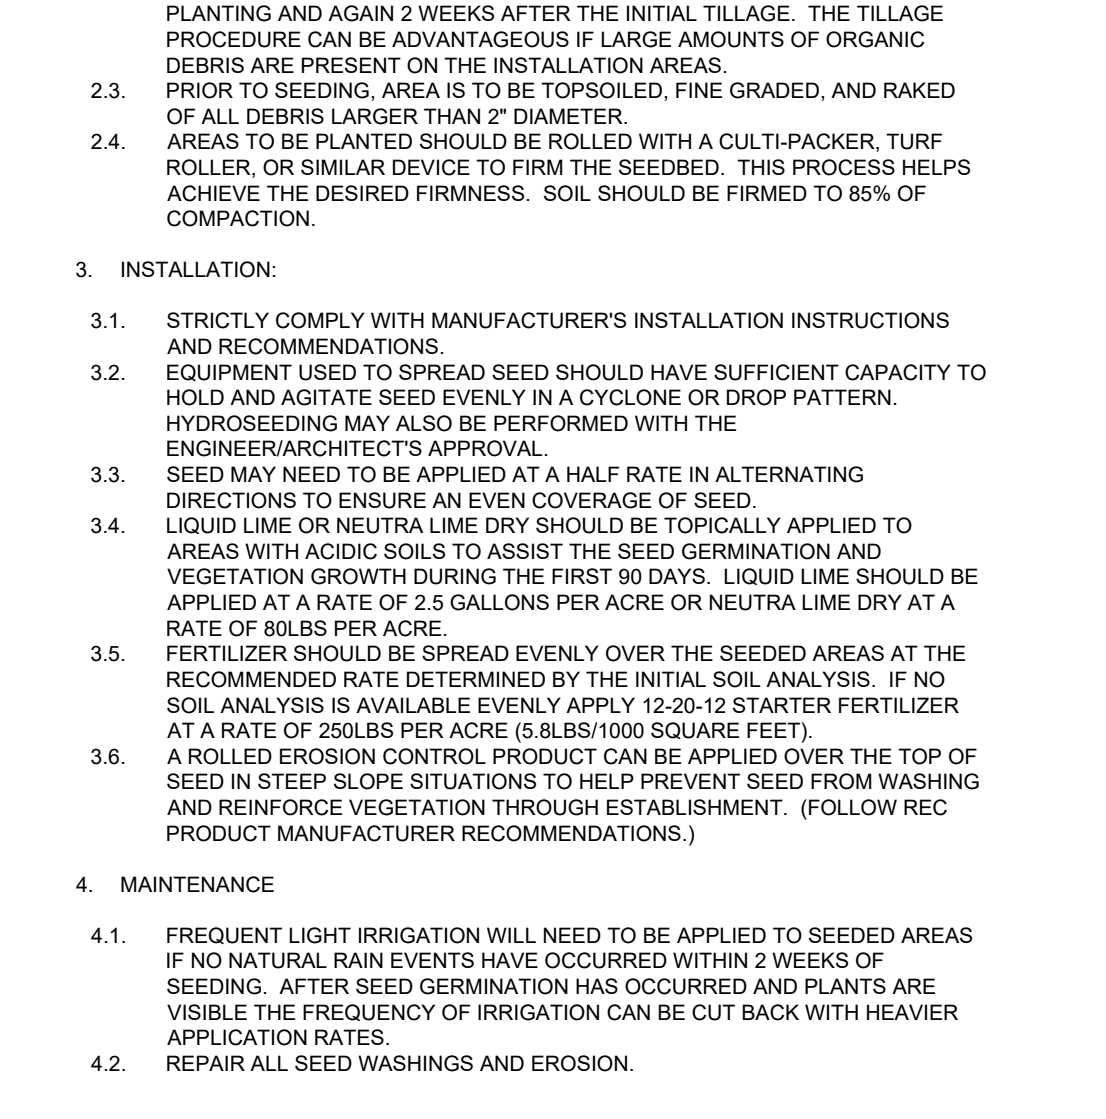 PLANTING AND AGAIN 2 WEEKS AFTER THE INITIAL TILLAGE.  THE TILLAGE
PROCEDURE CAN BE ADVANTAGEOUS IF LARGE AMOUNTS OF ORGANIC
DEBRIS ARE PRESENT ON THE INSTALLATION AREAS.
2.3. PRIOR TO SEEDING, AREA IS TO BE TOPSOILED, FINE GRADED, AND RAKED
OF ALL DEBRIS LARGER THAN 2" DIAMETER.
2.4. AREAS TO BE PLANTED SHOULD BE ROLLED WITH A CULTI-PACKER, TURF
ROLLER, OR SIMILAR DEVICE TO FIRM THE SEEDBED.  THIS PROCESS HELPS
ACHIEVE THE DESIRED FIRMNESS.  SOIL SHOULD BE FIRMED TO 85% OF
COMPACTION.
3. INSTALLATION:
3.1. STRICTLY COMPLY WITH MANUFACTURER'S INSTALLATION INSTRUCTIONS
AND RECOMMENDATIONS.
3.2. EQUIPMENT USED TO SPREAD SEED SHOULD HAVE SUFFICIENT CAPACITY TO
HOLD AND AGITATE SEED EVENLY IN A CYCLONE OR DROP PATTERN.
HYDROSEEDING MAY ALSO BE PERFORMED WITH THE
ENGINEER/ARCHITECT'S APPROVAL.
3.3. SEED MAY NEED TO BE APPLIED AT A HALF RATE IN ALTERNATING
DIRECTIONS TO ENSURE AN EVEN COVERAGE OF SEED.
3.4. LIQUID LIME OR NEUTRA LIME DRY SHOULD BE TOPICALLY APPLIED TO
AREAS WITH ACIDIC SOILS TO ASSIST THE SEED GERMINATION AND
VEGETATION GROWTH DURING THE FIRST 90 DAYS.  LIQUID LIME SHOULD BE
APPLIED AT A RATE OF 2.5 GALLONS PER ACRE OR NEUTRA LIME DRY AT A
RATE OF 80LBS PER ACRE.
3.5. FERTILIZER SHOULD BE SPREAD EVENLY OVER THE SEEDED AREAS AT THE
RECOMMENDED RATE DETERMINED BY THE INITIAL SOIL ANALYSIS.  IF NO
SOIL ANALYSIS IS AVAILABLE EVENLY APPLY 12-20-12 STARTER FERTILIZER
AT A RATE OF 250LBS PER ACRE (5.8LBS/1000 SQUARE FEET).
3.6. A ROLLED EROSION CONTROL PRODUCT CAN BE APPLIED OVER THE TOP OF
SEED IN STEEP SLOPE SITUATIONS TO HELP PREVENT SEED FROM WASHING
AND REINFORCE VEGETATION THROUGH ESTABLISHMENT.  (FOLLOW REC
PRODUCT MANUFACTURER RECOMMENDATIONS.)
4. MAINTENANCE
4.1. FREQUENT LIGHT IRRIGATION WILL NEED TO BE APPLIED TO SEEDED AREAS
IF NO NATURAL RAIN EVENTS HAVE OCCURRED WITHIN 2 WEEKS OF
SEEDING.  AFTER SEED GERMINATION HAS OCCURRED AND PLANTS ARE
VISIBLE THE FREQUENCY OF IRRIGATION CAN BE CUT BACK WITH HEAVIER
APPLICATION RATES.
4.2. REPAIR ALL SEED WASHINGS AND EROSION.